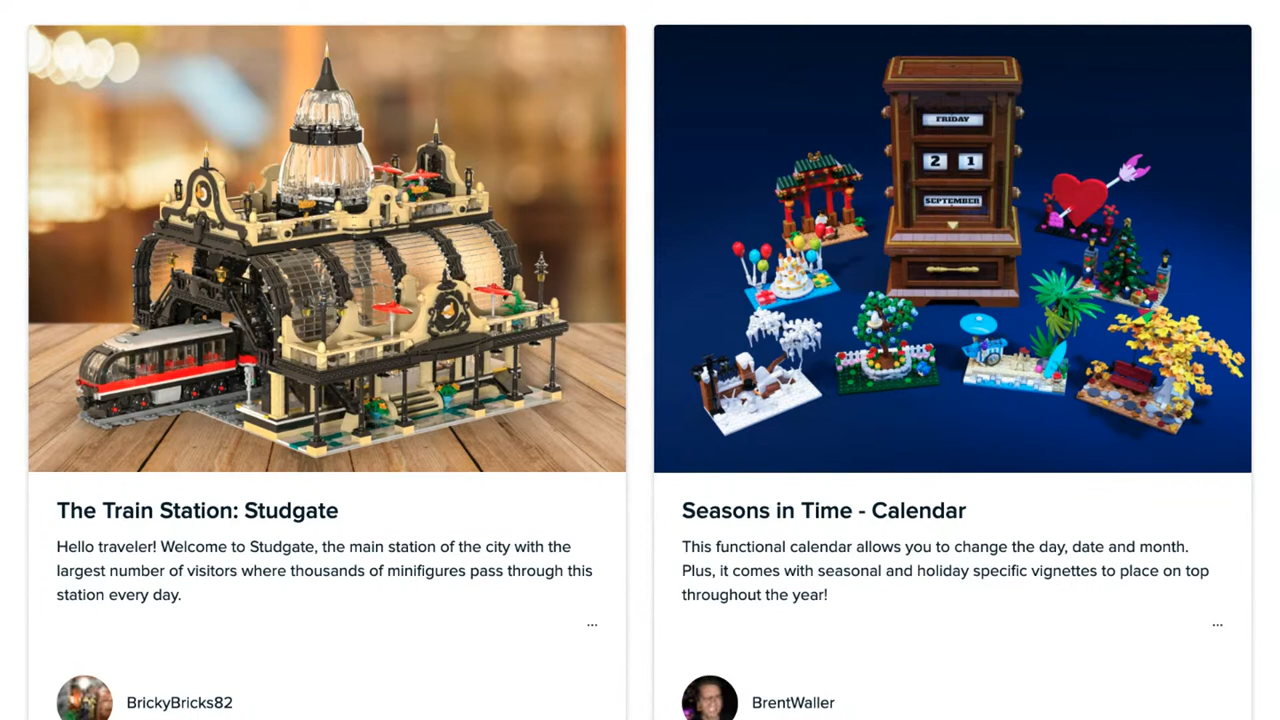 FRIDAY
2 1
SEPTEMBER
The Train Station: Studgate
Hello traveler! Welcome to Studgate, the main station of the city with the
largest number of visitors where thousands of minifigures pass through this
station every day.
...
BrickyBricks82
Seasons in Time - Calendar
This functional calendar allows you to change the day, date and month.
Plus, it comes with seasonal and holiday specific vignettes to place on top
throughout the year!
...
BrentWaller